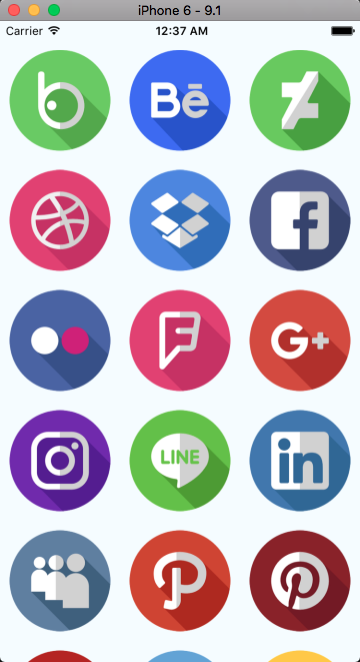 iPhone 6 - 9.1
Carrier 12:37 AM
Bē
G+
LINE
in